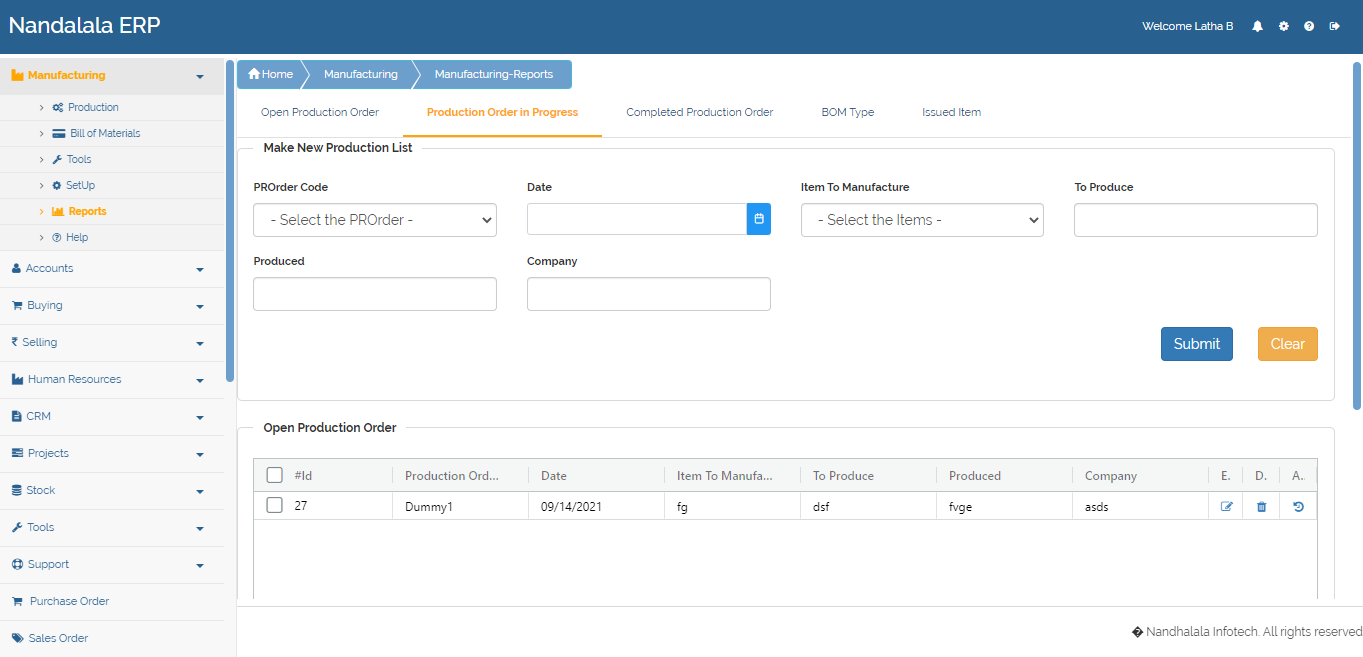 Nandalala ERP
Welcome Latha B
Manufacturing
Production
Bill of Materials
Tools
SetUp
Reports
Help
Accounts
Buying
Selling
Human Resources
CRM
Projects
Stock
Tools
Support
Purchase Order
Sales Order
Home Manufacturing Manufacturing-Reports
Open Production Order Production Order in Progress Completed Production Order BOM Type Issued Item
Make New Production List
PROrder Code Date Item To Manufacture To Produce
- Select the PROrder - - Select the Items -
Produced Company
Submit Clear
Open Production Order
#Id Production Ord... Date Item To Manufa... To Produce Produced Company E. D. A..
27 Dummy1 09/14/2021 fg dsf fvge asds
� Nandhalala Infotech. All rights reserved